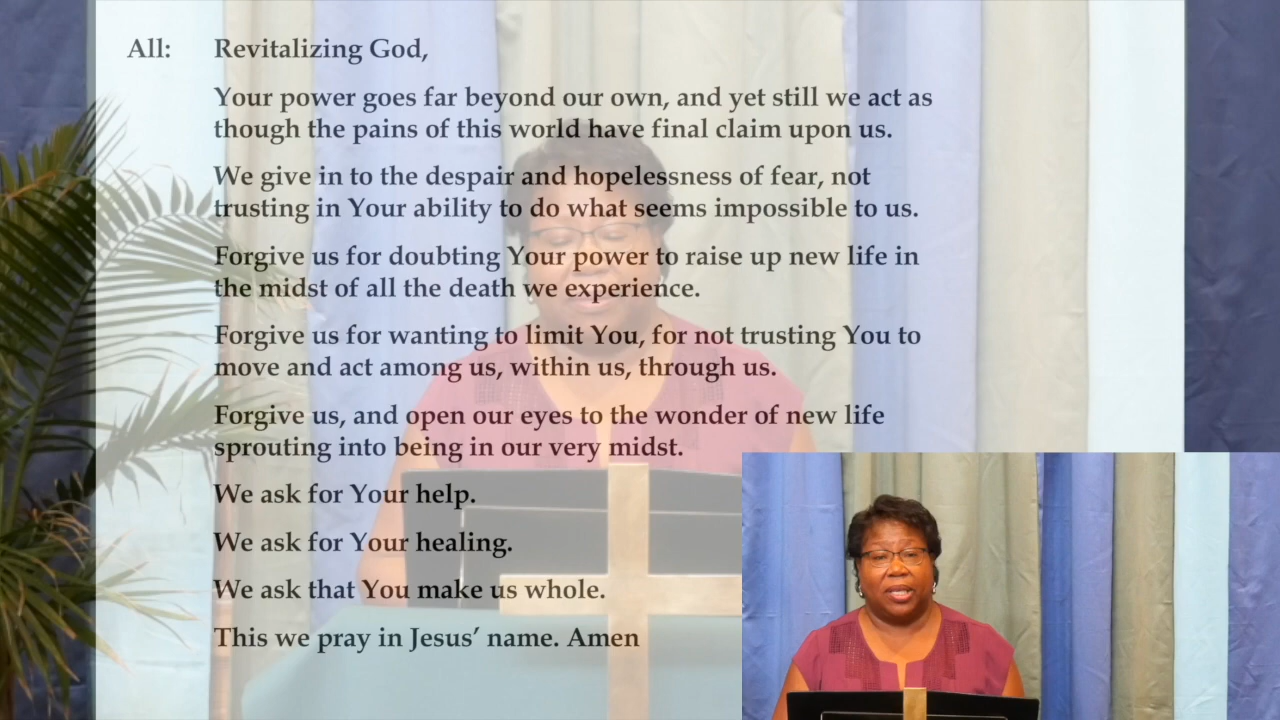 All: Revitalizing God,
Your power goes far beyond our own, and yet still we act as
though the pains of this world have final claim upon us.
We give in to the despair and hopelessness of fear, not
trusting in Your ability to do what seems impossible to us.
Forgive us for doubting Your power to raise up new life in
the midst of all the death we experience.
Forgive us for wanting to limit You, for not trusting You to
move and act among us, within us, through us.
Forgive us, and open our eyes to the wonder of new life
sprouting into being in our very midst.
We ask for Your help.
We ask for Your healing.
We ask that You make us whole.
This we pray in Jesus’ name. Amen